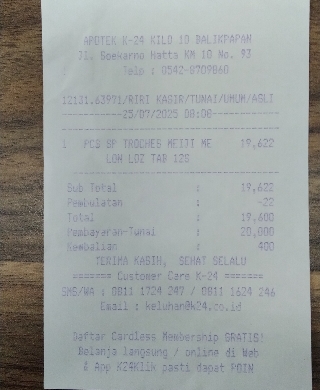 APOTEK K-24 KILO 10 BALIKPAPAN
Jl. Soekarno Hatta KM 10 No. 93
Telp : 0542-8709860
12131.63971/RIRI KASIR/TUNAI/UMUM/ASLI
25/07/2025 08:08
1 PCS SP TROCHES MEIJI ME 19,622
LON LOZ TAB 12S
Sub Total : 19,622
Pembulatan : -22
Total : 19,600
Pembayaran-Tunai : 20,000
Kembalian : 400
TERIMA KASIH, SEHAT SELALU
======= Customer Care K-24 =======
SMS/WA : 0811 1724 247 / 0811 1624 246
Email : keluhan@k24.co.id
Daftar Cardless Membership GRATIS!
Belanja langsung / online di Web
& App K24Klik pasti dapat POIN